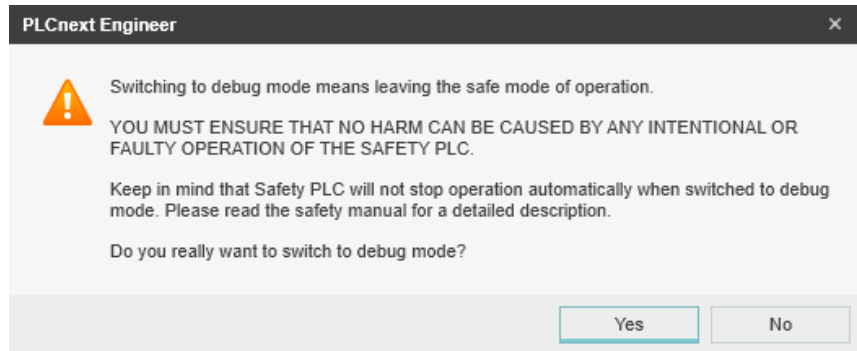 PLCnext Engineer
Switching to debug mode means leaving the safe mode of operation.
YOU MUST ENSURE THAT NO HARM CAN BE CAUSED BY ANY INTENTIONAL OR
FAULTY OPERATION OF THE SAFETY PLC.
Keep in mind that Safety PLC will not stop operation automatically when switched to debug
mode. Please read the safety manual for a detailed description.
Do you really want to switch to debug mode?
Yes
No